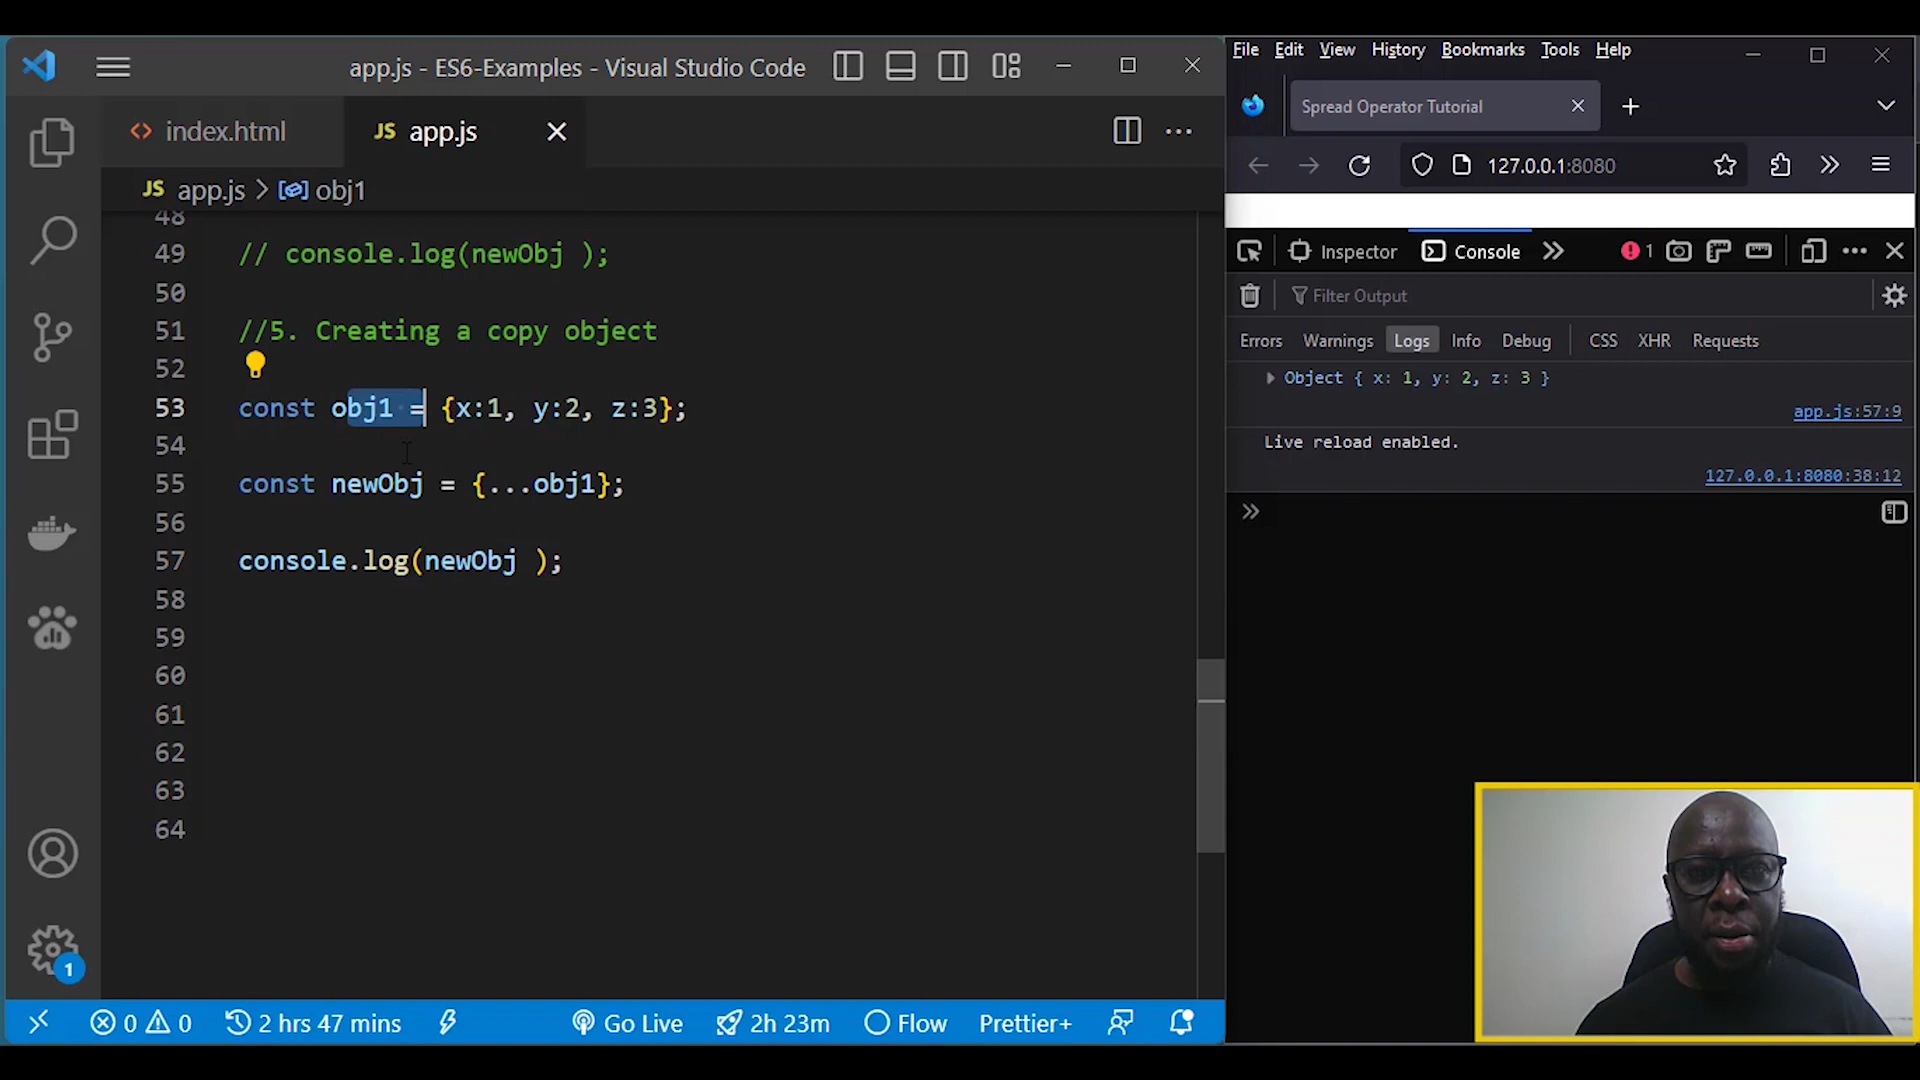 app.js - ES6-Examples - Visual Studio Code
index.html
JS app.js
JS app.js > obj1
48
49 // console.log(newObj );
50
51 //5. Creating a copy object
52
53 const obj1 = {x:1, y:2, z:3};
54
55 const newObj = {...obj1};
56
57 console.log(newObj );
58
59
60
61
62
63
64
1
0 0 2 hrs 47 mins Go Live 2h 23m Flow Prettier+
File Edit View History Bookmarks Tools Help
Spread Operator Tutorial
127.0.0.1:8080
Inspector Console 1
Filter Output
Errors Warnings Logs Info Debug CSS XHR Requests
Object { x: 1, y: 2, z: 3 }
app.js:57:9
Live reload enabled.
127.0.0.1:8080:38:12